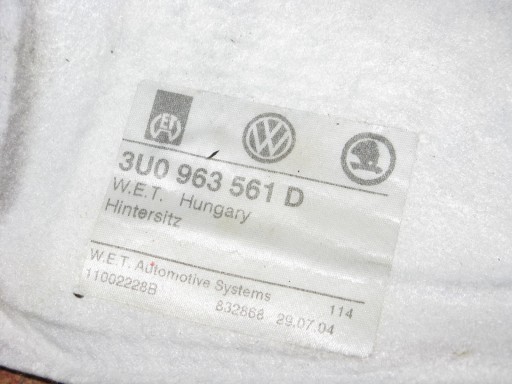 3U0 963 561 D
W.E.T. Hungary
Hintersitz
W.E.T. Automotive Systems 114
11002228B 832868 29.07.04